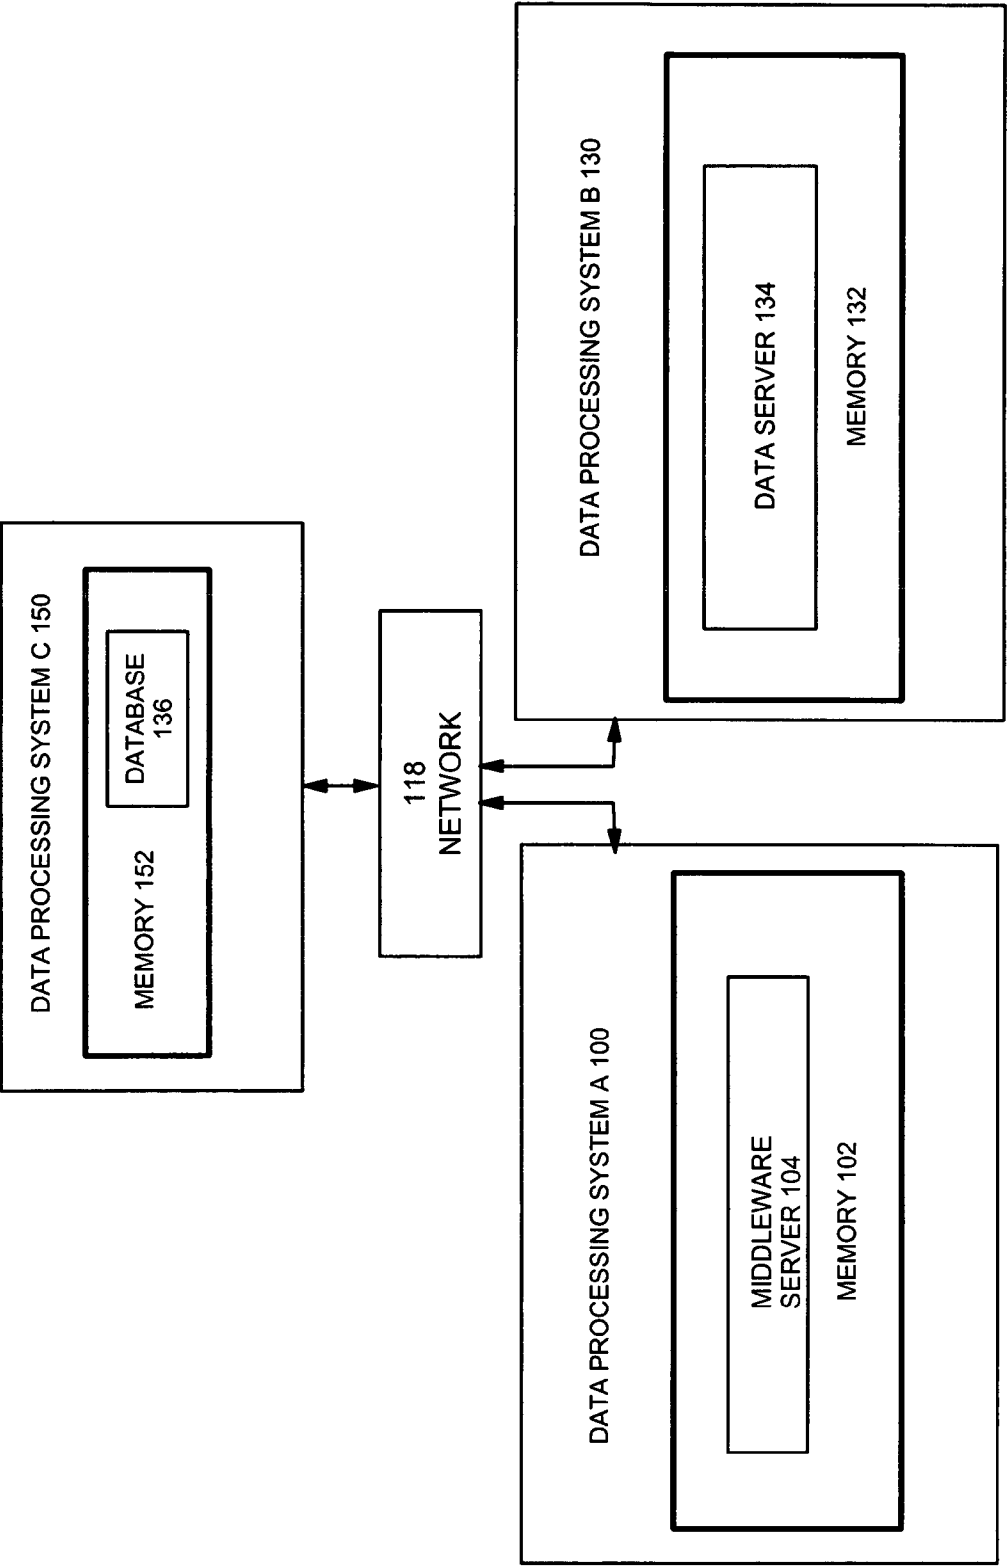 DATA PROCESSING SYSTEM C 150
MEMORY 152
DATABASE
136
118
NETWORK
DATA PROCESSING SYSTEM A 100
MIDDLEWARE
SERVER 104
MEMORY 102
DATA PROCESSING SYSTEM B 130
DATA SERVER 134
MEMORY 132